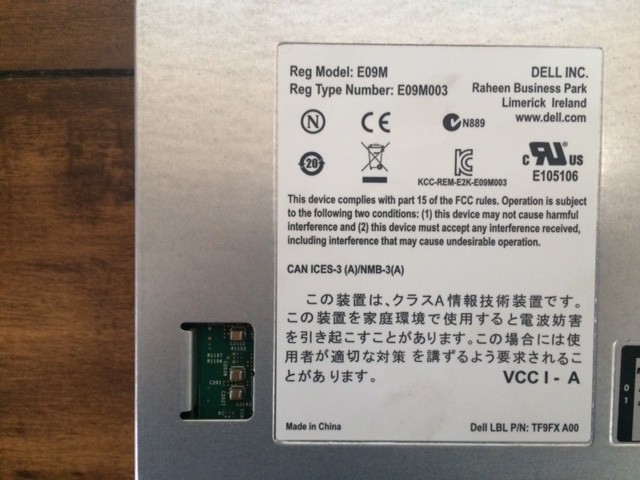 Reg Model: E09M
Reg Type Number: E09M003
DELL INC.
Raheen Business Park
Limerick Ireland
www.dell.com
N
CE
N889
20
KCC-REM-E2K-E09M003
c RU US
E105106
This device complies with part 15 of the FCC rules. Operation is subject
to the following two conditions: (1) this device may not cause harmful
interference and (2) this device must accept any interference received,
including interference that may cause undesirable operation.
CAN ICES-3 (A)/NMB-3(A)
この装置は、クラスA情報技術装置です。
この装置を家庭環境で使用すると電波妨害
を引き起こすことがあります。この場合には使
用者が適切な対策 を講ずるよう要求されるこ
とがあります。
VCCI-A
Made in China
Dell LBL P/N: TF9FX A00